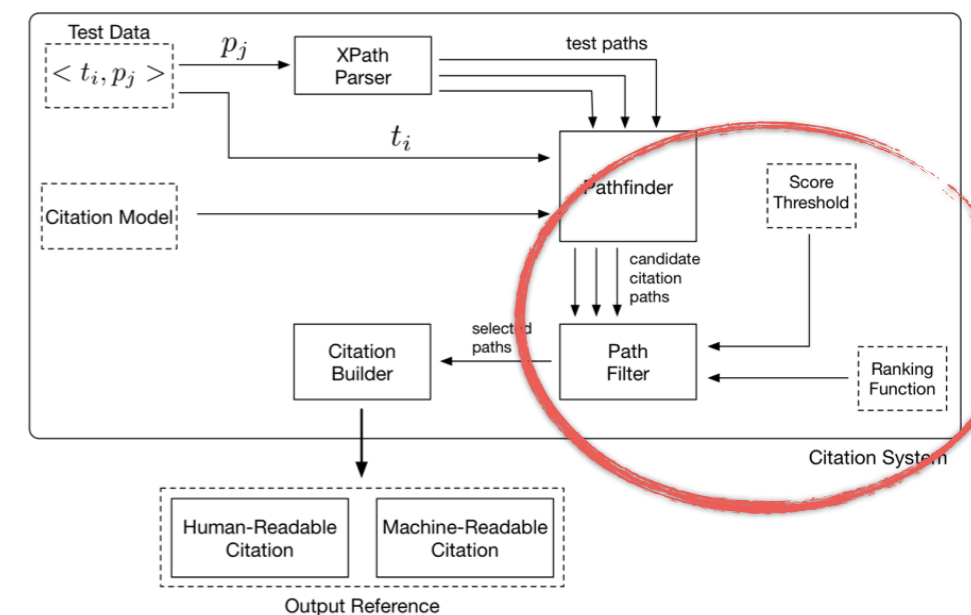 Test Data
< t_i, p_j >
p_j
XPath
Parser
test paths
t_i
Citation Model
Pathfinder
Score
Threshold
candidate
citation
paths
selected
paths
Citation
Builder
Path
Filter
Ranking
Function
Citation System
Human-Readable
Citation
Machine-Readable
Citation
Output Reference